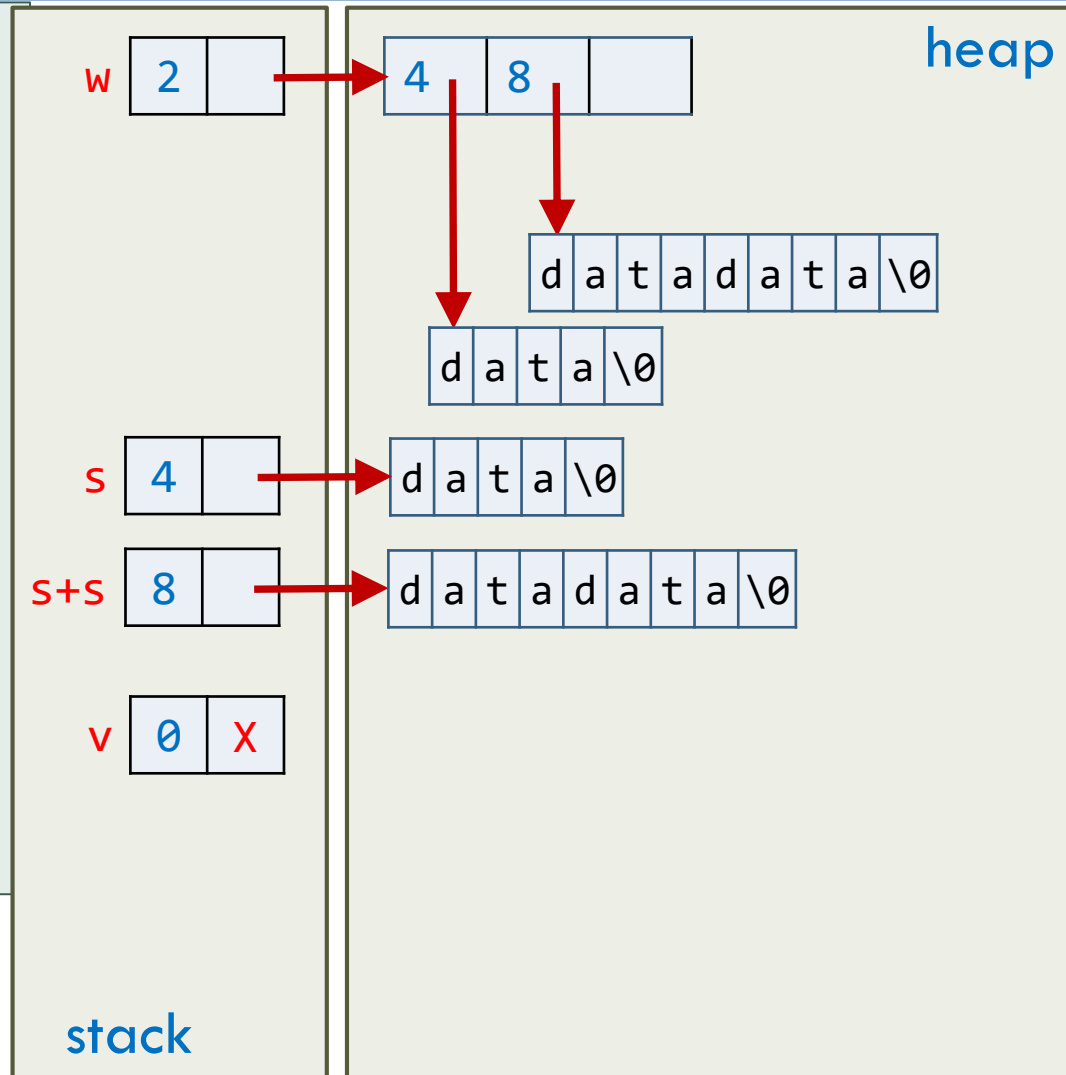 heap
w 2 4 8
d a t a d a t a \0
d a t a \0
s 4 d a t a \0
s+s 8 d a t a d a t a \0
v 0 X
stack